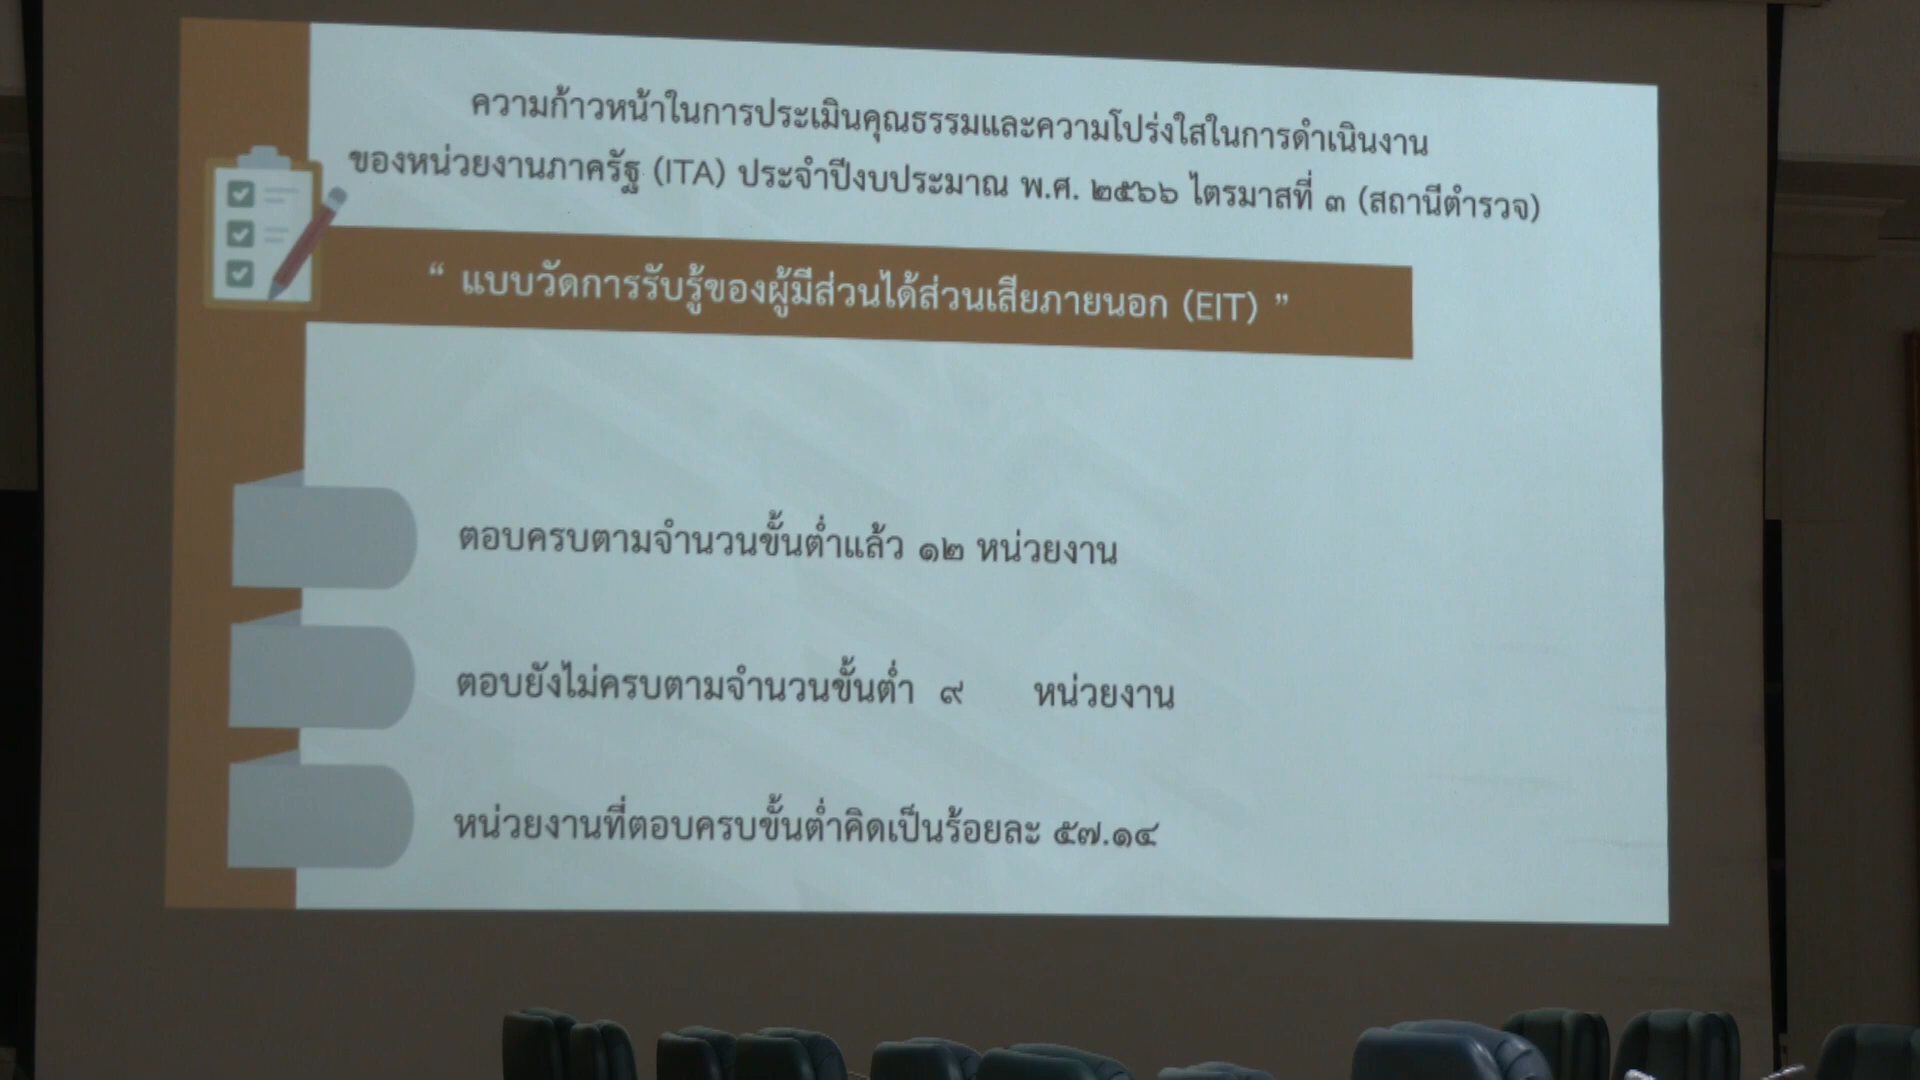 ความก้าวหน้าในการประเมินคุณธรรมและความโปร่งใสในการดำเนินงาน
ของหน่วยงานภาครัฐ (ITA) ประจำปีงบประมาณ พ.ศ. ๒๕๖๖ ไตรมาสที่ ๓ (สถานีตำรวจ)
“ แบบวัดการรับรู้ของผู้มีส่วนได้ส่วนเสียภายนอก (EIT) ”
ตอบครบตามจำนวนขั้นต่ำแล้ว ๑๒ หน่วยงาน
ตอบยังไม่ครบตามจำนวนขั้นต่ำ ๙ หน่วยงาน
หน่วยงานที่ตอบครบขั้นต่ำคิดเป็นร้อยละ ๕๗.๑๔